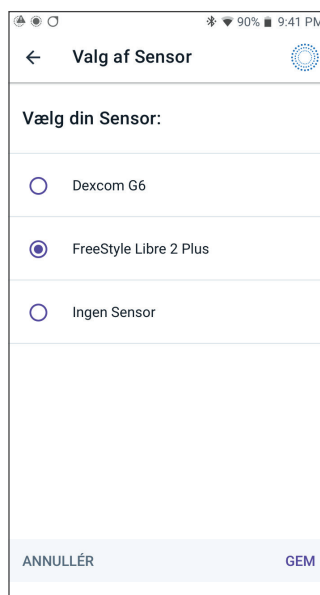 90% 9:41 PM
Valg af Sensor
Vælg din Sensor:
Dexcom G6
FreeStyle Libre 2 Plus
Ingen Sensor
ANNULLÉR GEM